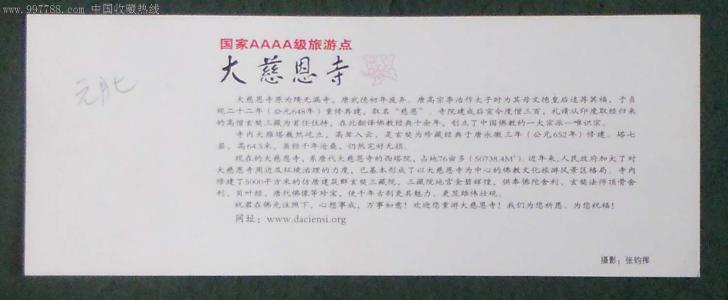 www.997788.com 中国收藏热线
国家AAAA级旅游点
大慈恩寺
大慈恩寺原为隋无漏寺，唐武德初年废弃。唐高宗李治作太子时为其母文德皇后追荐冥福，于贞
观二十二年（公元648年）重修再建，取名“慈恩”。寺院建成后密令度僧三百，礼请从印度取经归来
的高僧玄奘三藏为首任住持，在此翻译佛教经典十余年，创立了中国佛教的一大宗派—唯识宗。
寺内大雁塔巍然屹立，高耸入云，是玄奘为珍藏经典于唐永徽三年（公元652年）修建。塔七
层，高64.5米，虽经千年沧桑，仍然完好无损。
现在的大慈恩寺，系唐代大慈恩寺的西塔院，占地76亩多（50738.4M²）近年来，人民政府加大了对
大慈恩寺周边及环境治理的力度，已基本形成了以大慈恩寺为中心的佛教文化旅游风景区格局。寺内
修建了5000平方米的仿唐建筑群玄奘三藏院，三藏院地宫金碧辉煌，供奉佛陀舍利、玄奘法师顶骨舍
利、贝叶经、唐代佛像等珍宝，使千年古刹更具魅力，更显雄伟壮观。
祝君在佛光注照下，心想事成，万事如意！欢迎您重游大慈恩寺！我们为您祈愿、为您祝福！
网址：www.daciensi.org
摄影：张钧挥